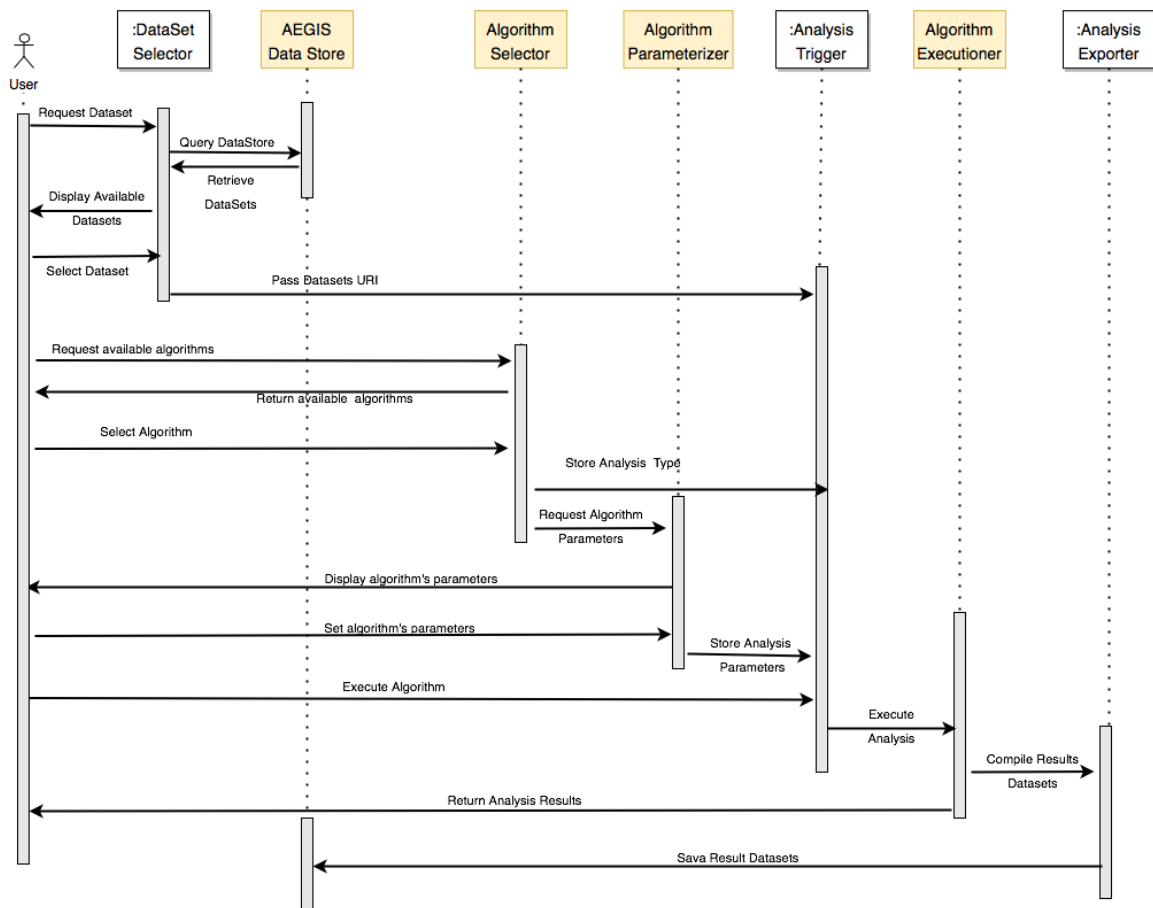 :DataSet
Selector
AEGIS
Data Store
Algorithm
Selector
Algorithm
Parameterizer
:Analysis
Trigger
Algorithm
Executioner
:Analysis
Exporter
User
Request Dataset
Query DataStore
Retrieve
DataSets
Display Available
Datasets
Select Dataset
Pass Datasets URI
Request available algorithms
Return available algorithms
Select Algorithm
Store Analysis Type
Request Algorithm
Parameters
Display algorithm's parameters
Set algorithm's parameters
Store Analysis
Parameters
Execute Algorithm
Execute
Analysis
Compile Results
Datasets
Return Analysis Results
Sava Result Datasets